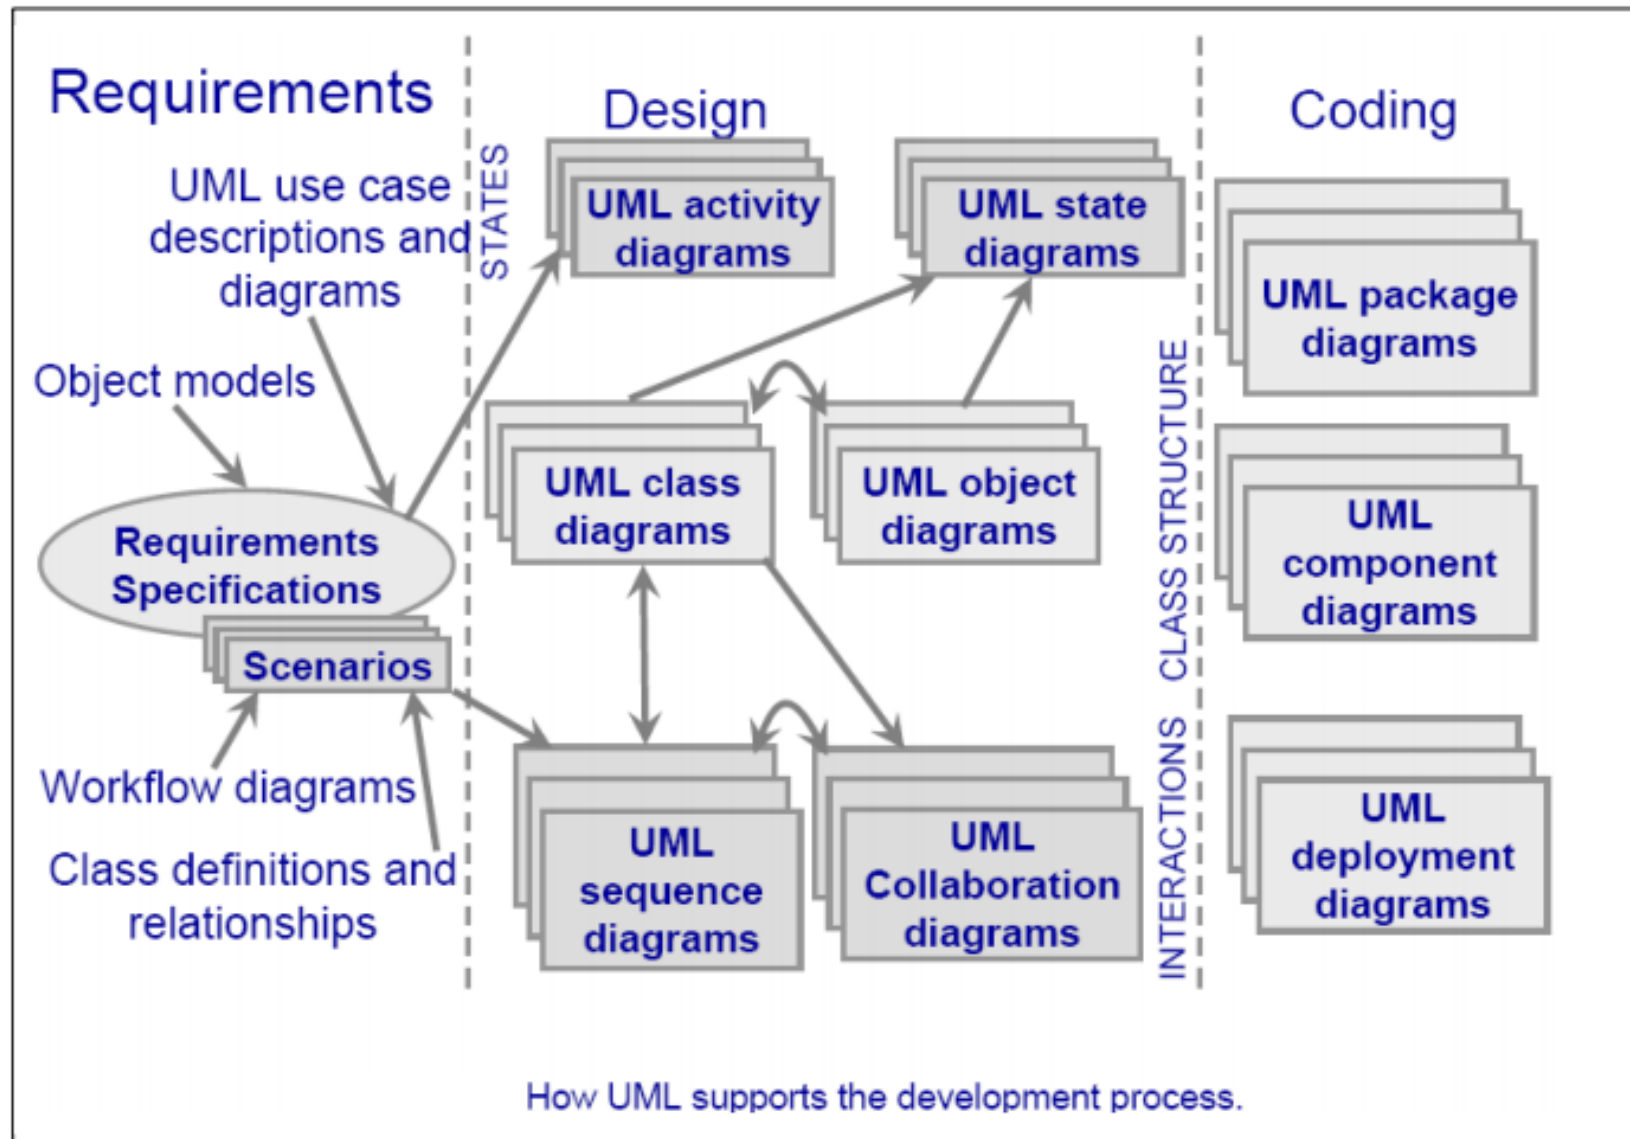 Requirements
UML use case
descriptions and
diagrams
Object models
Requirements
Specifications
Scenarios
Workflow diagrams
Class definitions and
relationships
Design
STATES
UML activity
diagrams
UML state
diagrams
UML class
diagrams
UML object
diagrams
UML
sequence
diagrams
UML
Collaboration
diagrams
CLASS STRUCTURE
INTERACTIONS
Coding
UML package
diagrams
UML
component
diagrams
UML
deployment
diagrams
How UML supports the development process.